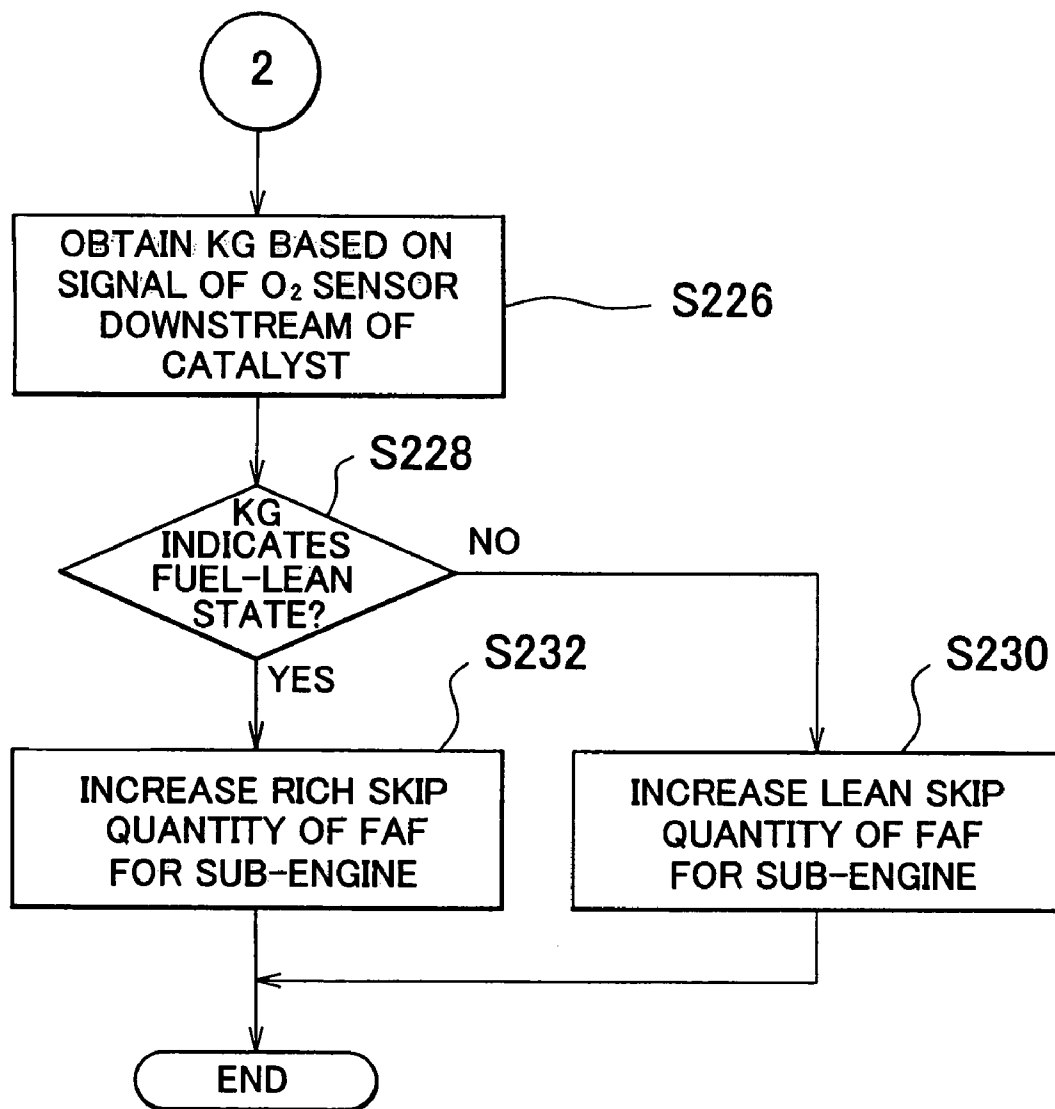 2
OBTAIN KG BASED ON
SIGNAL OF O₂ SENSOR
DOWNSTREAM OF
CATALYST
S226
S228
KG
INDICATES
FUEL-LEAN
STATE?
NO
YES
S232
S230
INCREASE RICH SKIP
QUANTITY OF FAF
FOR SUB-ENGINE
INCREASE LEAN SKIP
QUANTITY OF FAF
FOR SUB-ENGINE
END